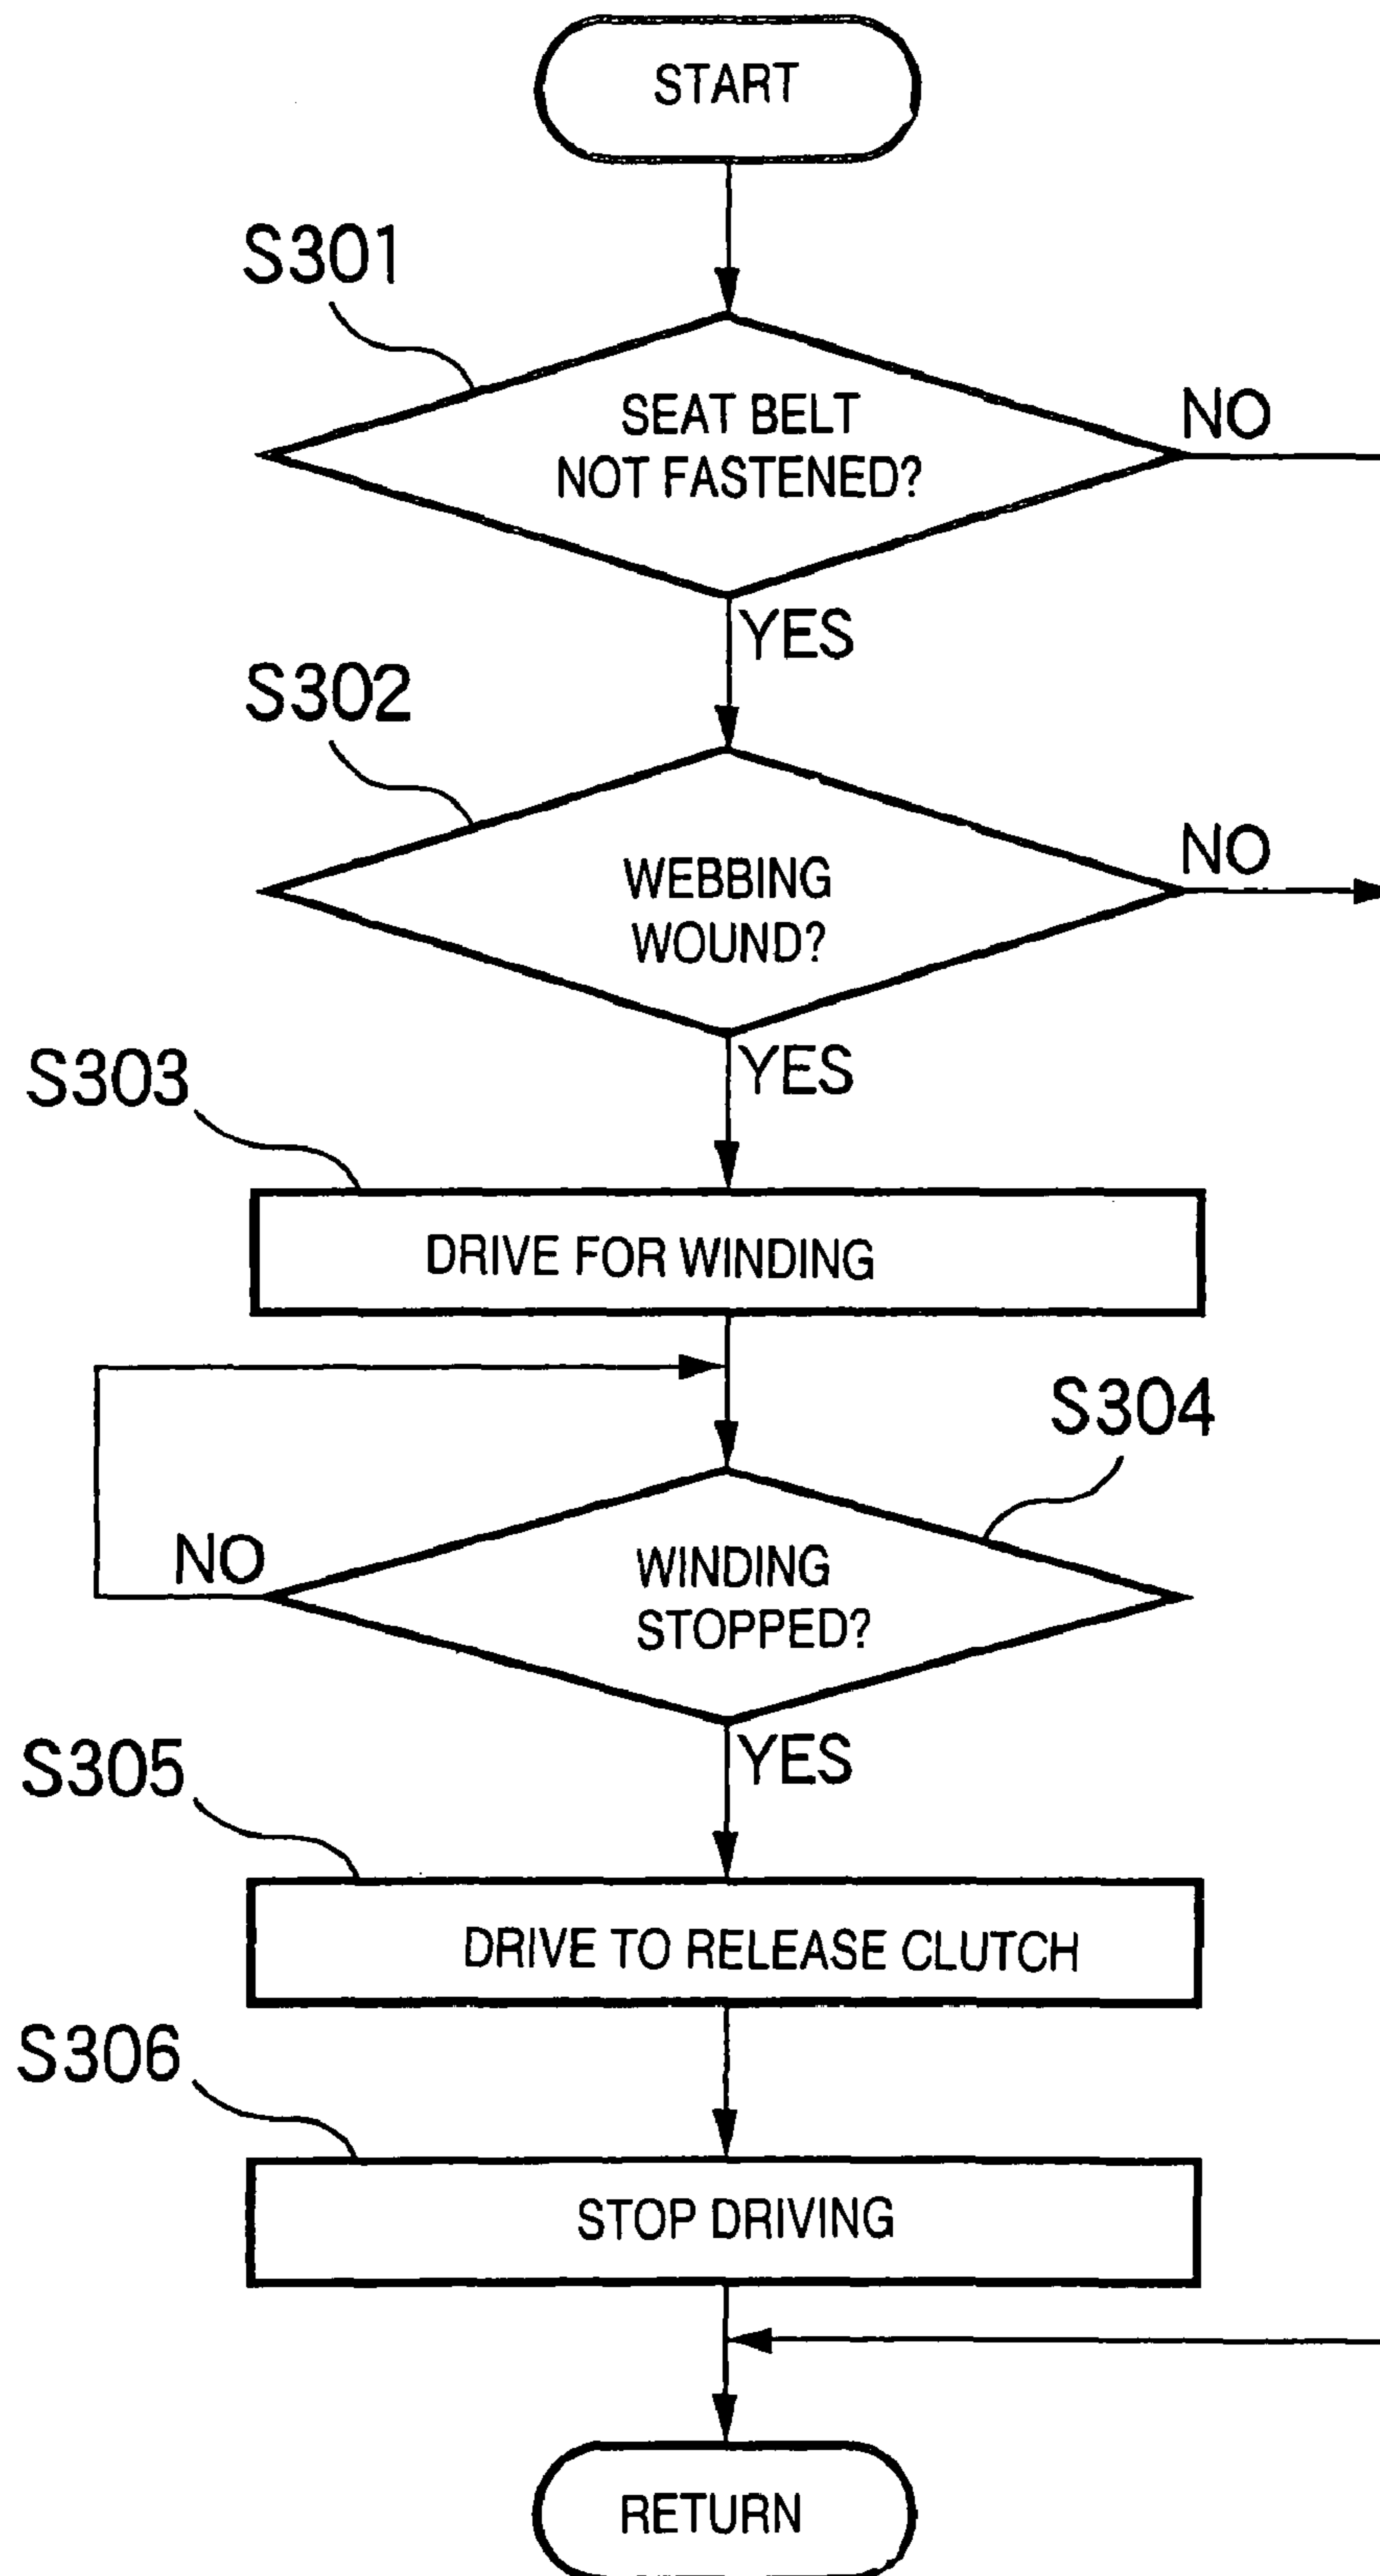 START
S301
SEAT BELT
NOT FASTENED?
NO
YES
S302
WEBBING
WOUND?
NO
YES
S303
DRIVE FOR WINDING
S304
WINDING
STOPPED?
NO
YES
S305
DRIVE TO RELEASE CLUTCH
S306
STOP DRIVING
RETURN